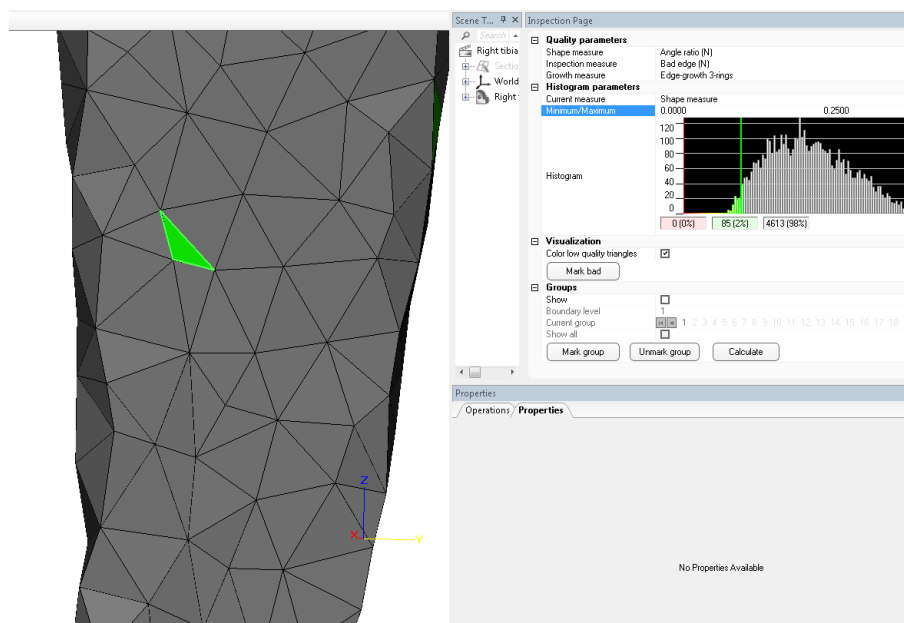 Scene T...
Inspection Page
Search
Right tibia
Sectio
World
Right t
Quality parameters
Shape measure Angle ratio (N)
Inspection measure Bad edge (N)
Growth measure Edge-growth 3-rings
Histogram parameters
Current measure Shape measure
Minimum/Maximum 0.0000 0.2500
Histogram
120
100
80
60
40
20
0
0 (0%) 85 (2%) 4613 (98%)
Visualization
Color low quality triangles
Mark bad
Groups
Show
Boundary level 1
Current group 1 2 3 4 5 6 7 8 9 10 11 12 13 14 15 16 17 18
Show all
Mark group Unmark group Calculate
Properties
Operations Properties
No Properties Available
Z
X Y